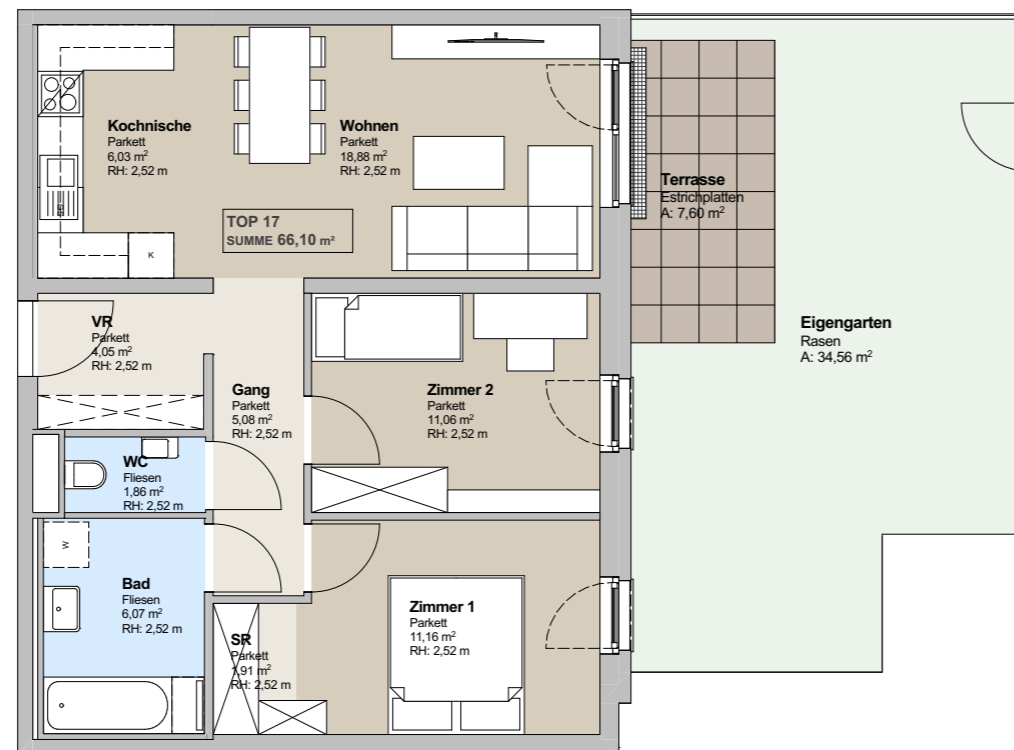 Kochnische
Parkett
6,03 m²
RH: 2,52 m
Wohnen
Parkett
18,88 m²
RH: 2,52 m
TOP 17
SUMME 66,10 m²
K
Terrasse
Estrichplatten
A: 7,60 m²
Eigengarten
Rasen
A: 34,56 m²
VR
Parkett
4,05 m²
RH: 2,52 m
Gang
Parkett
5,08 m²
RH: 2,52 m
Zimmer 2
Parkett
11,06 m²
RH: 2,52 m
WC
Fliesen
1,86 m²
RH: 2,52 m
W
Bad
Fliesen
6,07 m²
RH: 2,52 m
SR
Parkett
1,91 m²
RH: 2,52 m
Zimmer 1
Parkett
11,16 m²
RH: 2,52 m